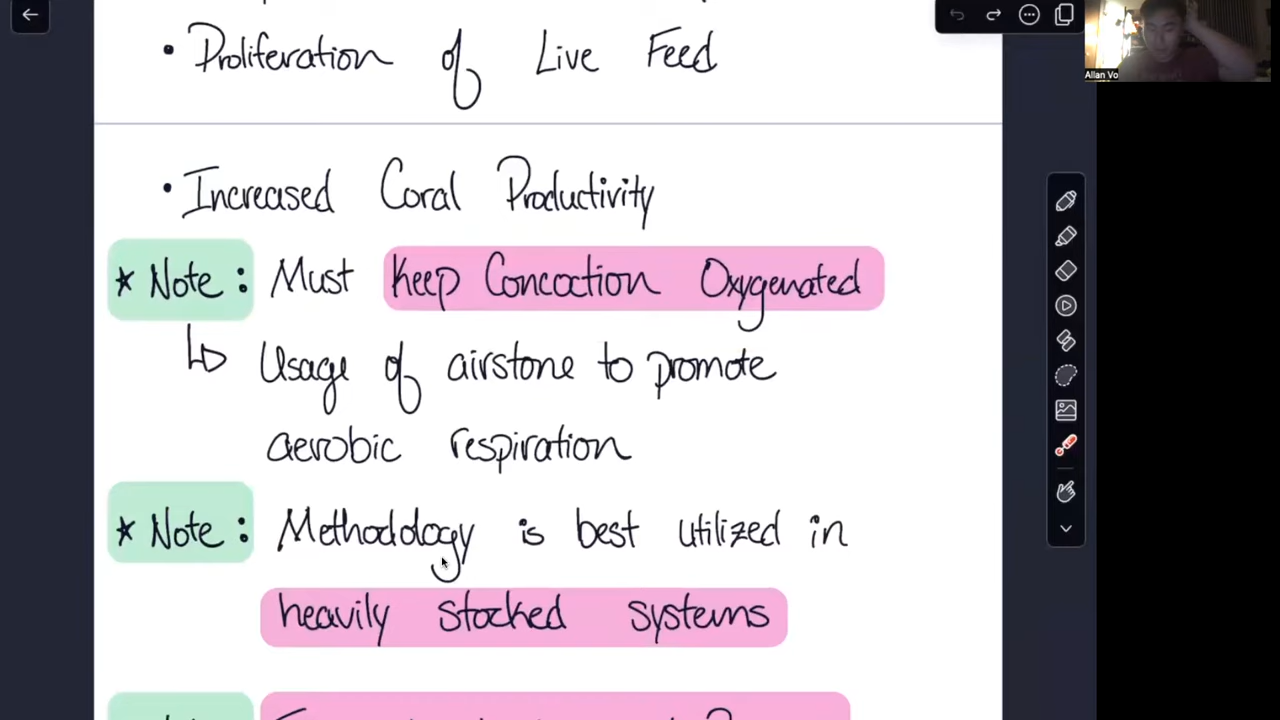 • Proliferation of Live Feed
Allan Vo
• Increased Coral Productivity
★ Note: Must Keep Concoction Oxygenated
↳ Usage of airstone to promote
aerobic respiration
★ Note: Methodology is best utilized in
heavily stocked systems